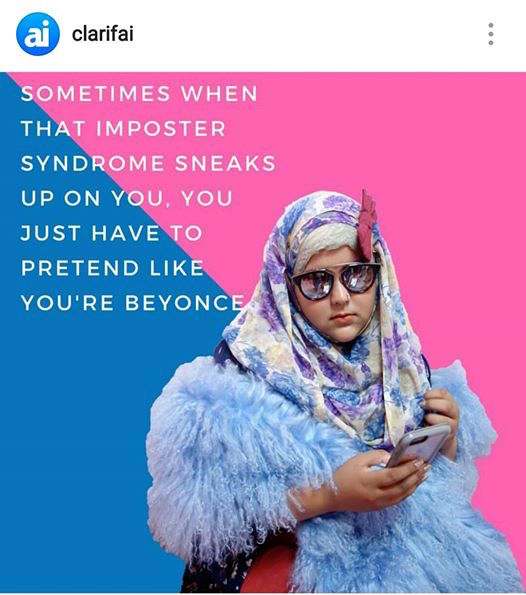 ai clarifai
SOMETIMES WHEN
THAT IMPOSTER
SYNDROME SNEAKS
UP ON YOU, YOU
JUST HAVE TO
PRETEND LIKE
YOU'RE BEYONCE